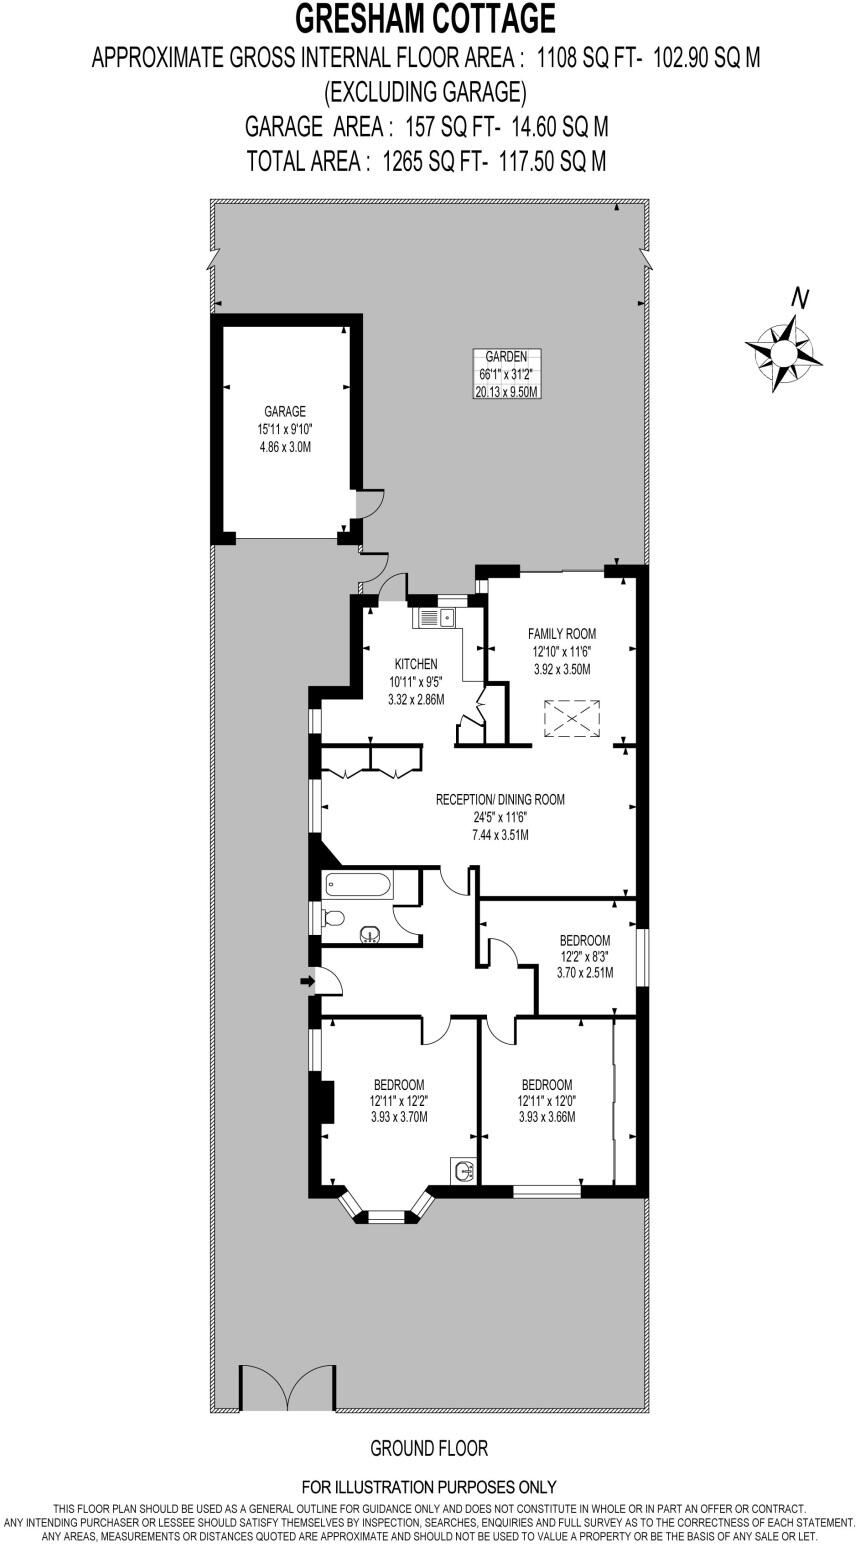 GRESHAM COTTAGE
APPROXIMATE GROSS INTERNAL FLOOR AREA : 1108 SQ FT- 102.90 SQ M
(EXCLUDING GARAGE)
GARAGE AREA : 157 SQ FT- 14.60 SQ M
TOTAL AREA : 1265 SQ FT- 117.50 SQ M
N
GARDEN
66'1" x 31'2"
20.13 x 9.50M
GARAGE
15'11 x 9'10"
4.86 x 3.0M
FAMILY ROOM
12'10" x 11'6"
3.92 x 3.50M
KITCHEN
10'11" x 9'5"
3.32 x 2.86M
RECEPTION/ DINING ROOM
24'5" x 11'6"
7.44 x 3.51M
BEDROOM
12'2" x 8'3"
3.70 x 2.51M
BEDROOM
12'11" x 12'2"
3.93 x 3.70M
BEDROOM
12'11" x 12'0"
3.93 x 3.66M
GROUND FLOOR
FOR ILLUSTRATION PURPOSES ONLY
THIS FLOOR PLAN SHOULD BE USED AS A GENERAL OUTLINE FOR GUIDANCE ONLY AND DOES NOT CONSTITUTE IN WHOLE OR IN PART AN OFFER OR CONTRACT.
ANY INTENDING PURCHASER OR LESSEE SHOULD SATISFY THEMSELVES BY INSPECTION, SEARCHES, ENQUIRIES AND FULL SURVEY AS TO THE CORRECTNESS OF EACH STATEMENT.
ANY AREAS, MEASUREMENTS OR DISTANCES QUOTED ARE APPROXIMATE AND SHOULD NOT BE USED TO VALUE A PROPERTY OR BE THE BASIS OF ANY SALE OR LET.